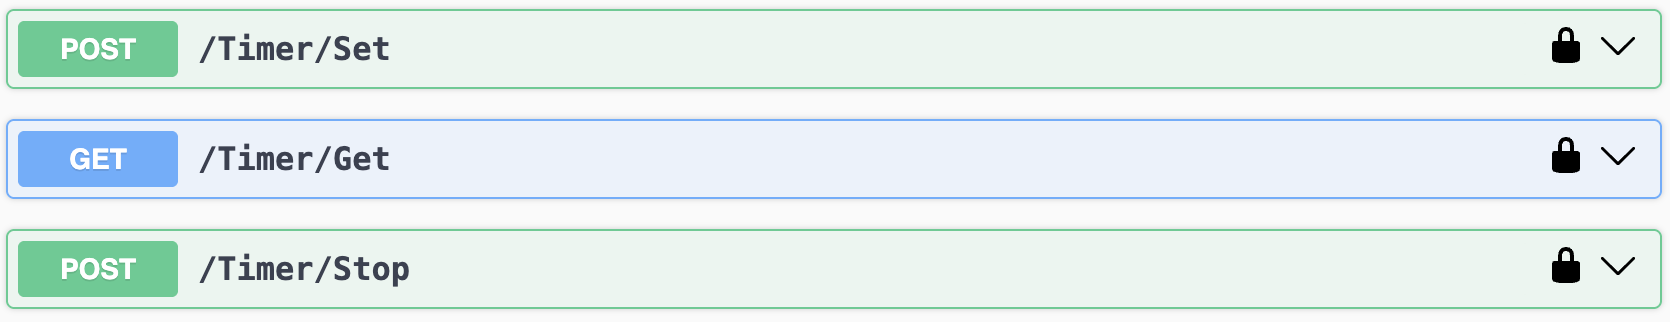 POST /Timer/Set
GET /Timer/Get
POST /Timer/Stop